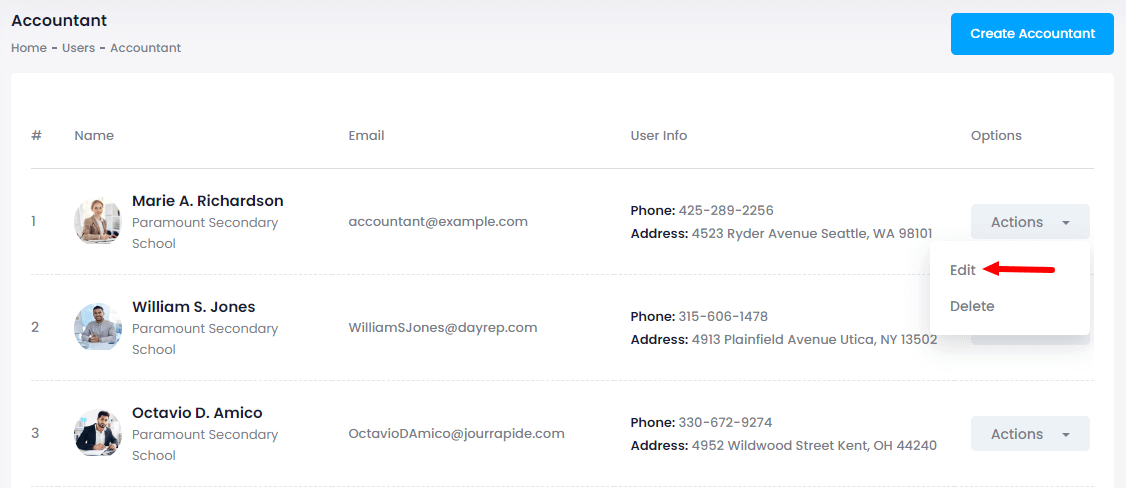 Accountant
Home - Users - Accountant
Create Accountant
# Name Email User Info Options
1
Marie A. Richardson
Paramount Secondary
School
accountant@example.com
Phone: 425-289-2256
Address: 4523 Ryder Avenue Seattle, WA 98101
Actions
Edit
Delete
2
William S. Jones
Paramount Secondary
School
WilliamSJones@dayrep.com
Phone: 315-606-1478
Address: 4913 Plainfield Avenue Utica, NY 13502
3
Octavio D. Amico
Paramount Secondary
School
OctavioDAmico@jourrapide.com
Phone: 330-672-9274
Address: 4952 Wildwood Street Kent, OH 44240
Actions